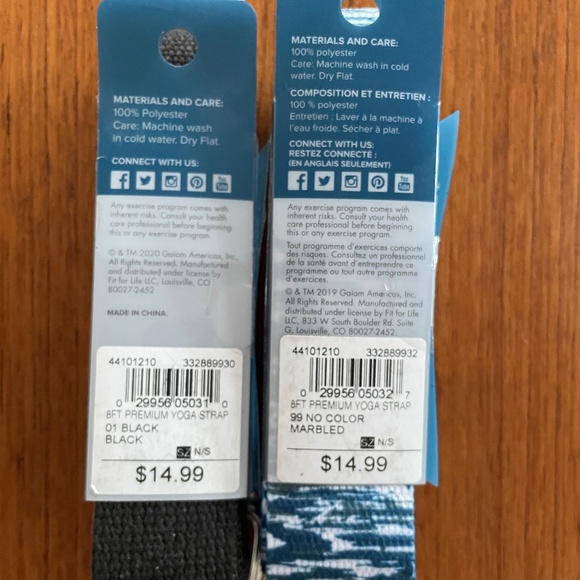 MATERIALS AND CARE:
100% Polyester
Care: Machine wash
in cold water. Dry Flat.
CONNECT WITH US:
You
Tube
Any exercise program comes with
inherent risks. Consult your health
care professional before beginning
this or any exercise program.
© & TM 2020 Gaiam Americas, Inc.
All Rights Reserved. Manufactured
and distributed under license by
Fit for Life LLC, Louisville, CO
80027-2452
MADE IN CHINA.
44101210 332889930
0 29956 05031 0
8FT PREMIUM YOGA STRAP
01 BLACK
BLACK
SZ N/S
$14.99
MATERIALS AND CARE:
100% polyester
Care: Machine wash in cold
water. Dry Flat.
COMPOSITION ET ENTRETIEN :
100 % polyester
Entretien : Laver à la machine à
l'eau froide. Sécher à plat.
CONNECT WITH US:
RESTEZ CONNECTÉ :
(EN ANGLAIS SEULEMENT)
You
Tube
Any exercise program comes with
inherent risks. Consult your health
care professional before beginning
this or any exercise program.
Tout programme d'exercices comporte
des risques. Consultez un professionnel
de la santé avant d'entreprendre ce
programme ou tout autre programme
d'exercices.
© & TM 2019 Gaiam Americas, Inc.
All Rights Reserved. Manufactured and
distributed under license by Fit for Life
LLC, 833 W South Boulder Rd. Suite
G, Louisville, CO 80027-2452.
44101210 332889932
0 29956 05032 7
8FT PREMIUM YOGA STRAP
99 NO COLOR
MARBLED
SZ N/S
$14.99